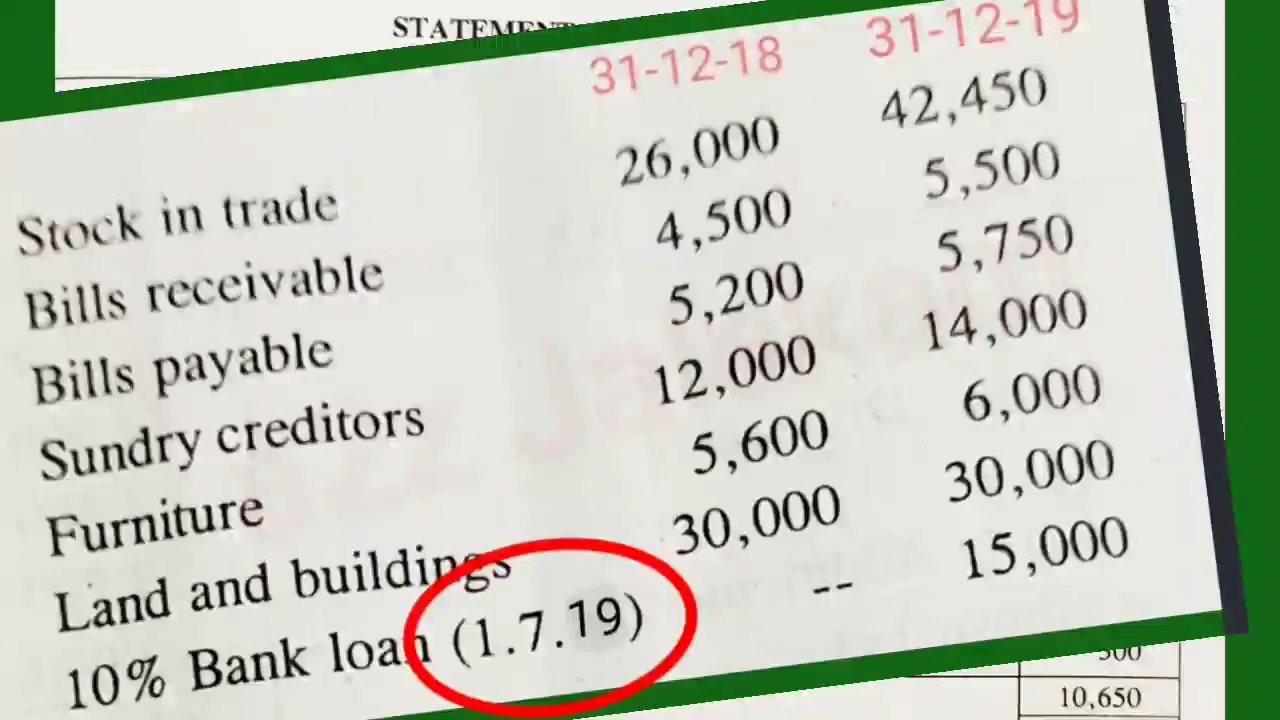 STATEMENT
31-12-18 31-12-19
Stock in trade 26,000 42,450
Bills receivable 4,500 5,500
Bills payable 5,200 5,750
Sundry creditors 12,000 14,000
Furniture 5,600 6,000
Land and buildings 30,000 30,000
10% Bank loan (1.7.19) -- 15,000
10,650